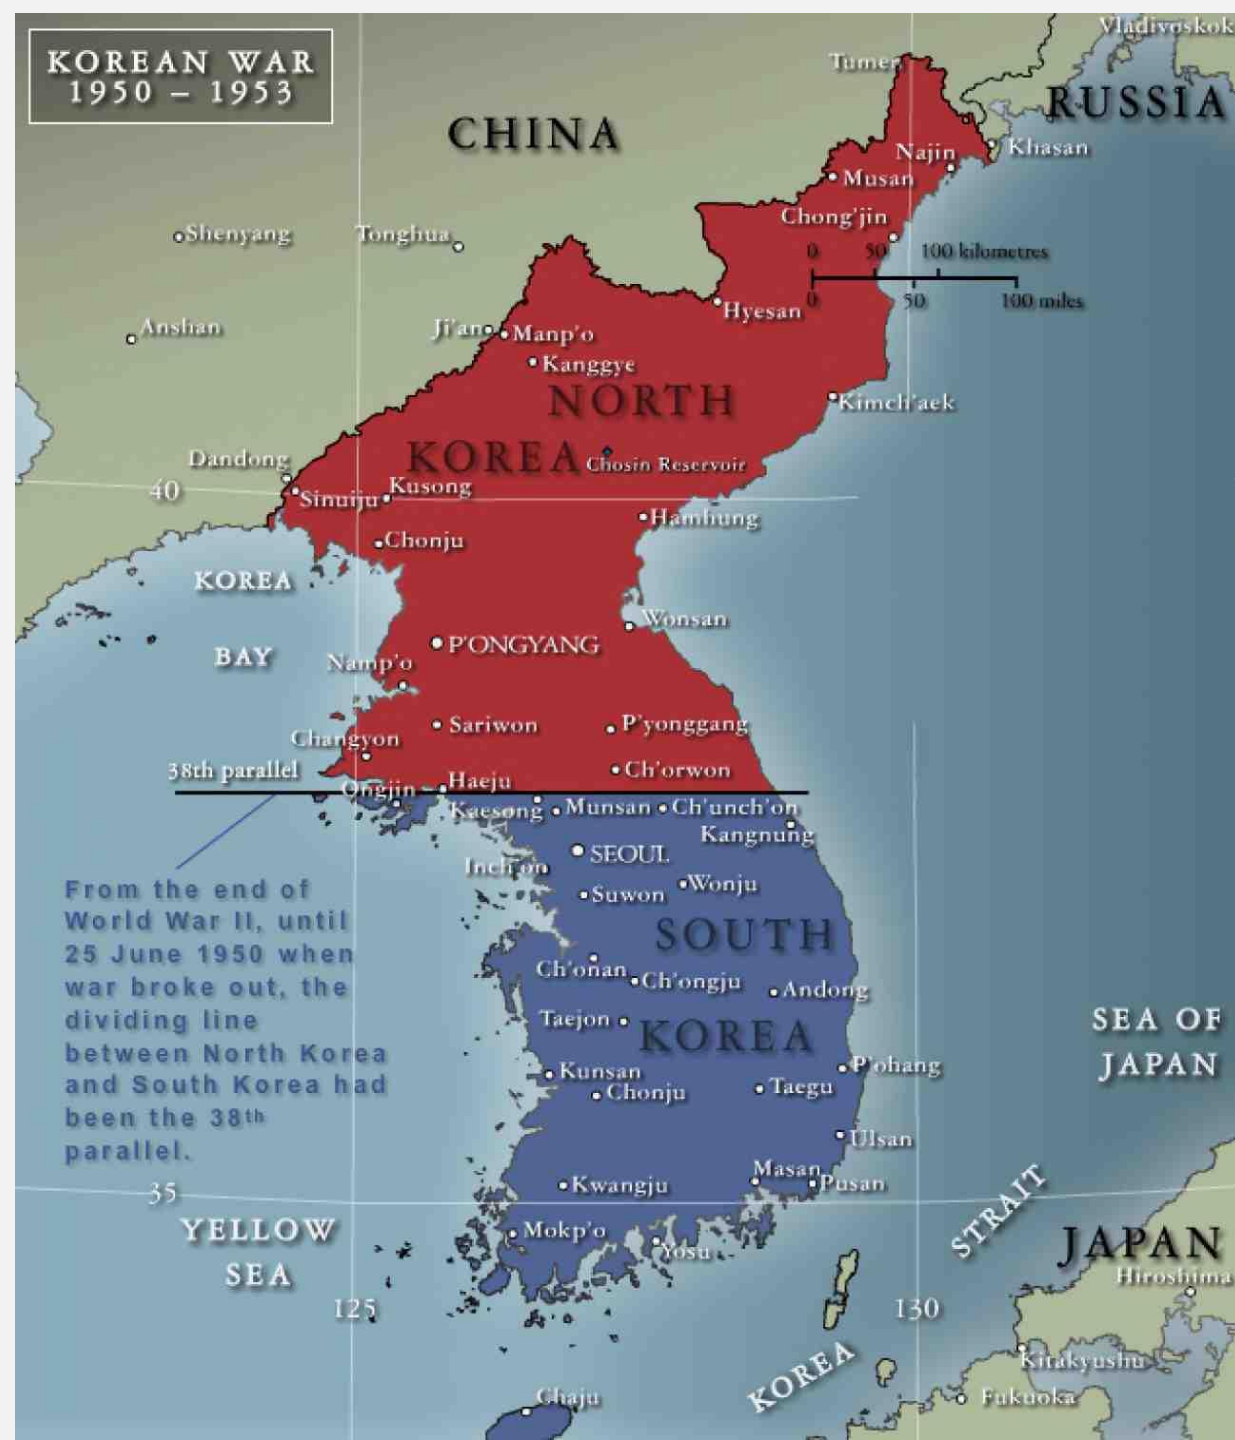 KOREAN WAR
1950 – 1953
Vladivoskok
Tumen
RUSSIA
CHINA
Khasan
Najin
Musan
Chong'jin
Shenyang
Tonghua
0 50 100 kilometres
0 50 100 miles
Hyesan
Anshan
Ji'an
Manp'o
Kanggye
NORTH
KOREA
Kimch'aek
Chosin Reservoir
Dandong
40
Sinuiju
Kusong
Hamhung
Chonju
KOREA
BAY
Wonsan
P'ONGYANG
Namp'o
Sariwon
P'yonggang
Changyon
38th parallel
Ch'orwon
Ongjin
Haeju
Kaesong
Munsan
Ch'unch'on
Kangnung
SEOUL
Inch'on
Suwon
Wonju
From the end of
World War II, until
25 June 1950 when
war broke out, the
dividing line
between North Korea
and South Korea had
been the 38th
parallel.
SOUTH
KOREA
Ch'onan
Ch'ongju
Andong
Taejon
SEA OF
JAPAN
Kunsan
Chonju
Taegu
P'ohang
Ulsan
Masan
Pusan
Kwangju
35
YELLOW
SEA
Mokp'o
Yosu
125
130
KOREA
STRAIT
JAPAN
Hiroshima
Kitakyushu
Fukuoka
Chaju